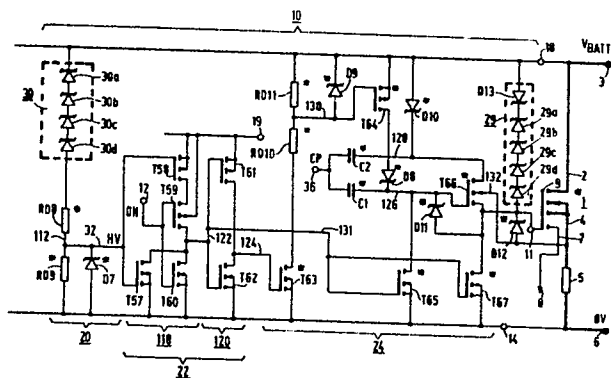 10
18
VBATT
3
30
30a
30b
30c
30d
RD11
*
D9
*
138
*
RD10
T64
*
128
D10
*
D13
29
29a
29b
29c
29d
2
9
1
4
7
19
12
ON
T58
T59
T61
CP
36
C2
C1
D8
126
T66
132
D11
D12
11
RD8
*
112
32
HV
RD9
*
D7
*
122
131
124
T57
T60
T62
T63
T65
T67
8
5
14
0V
6
20
118
120
22
24